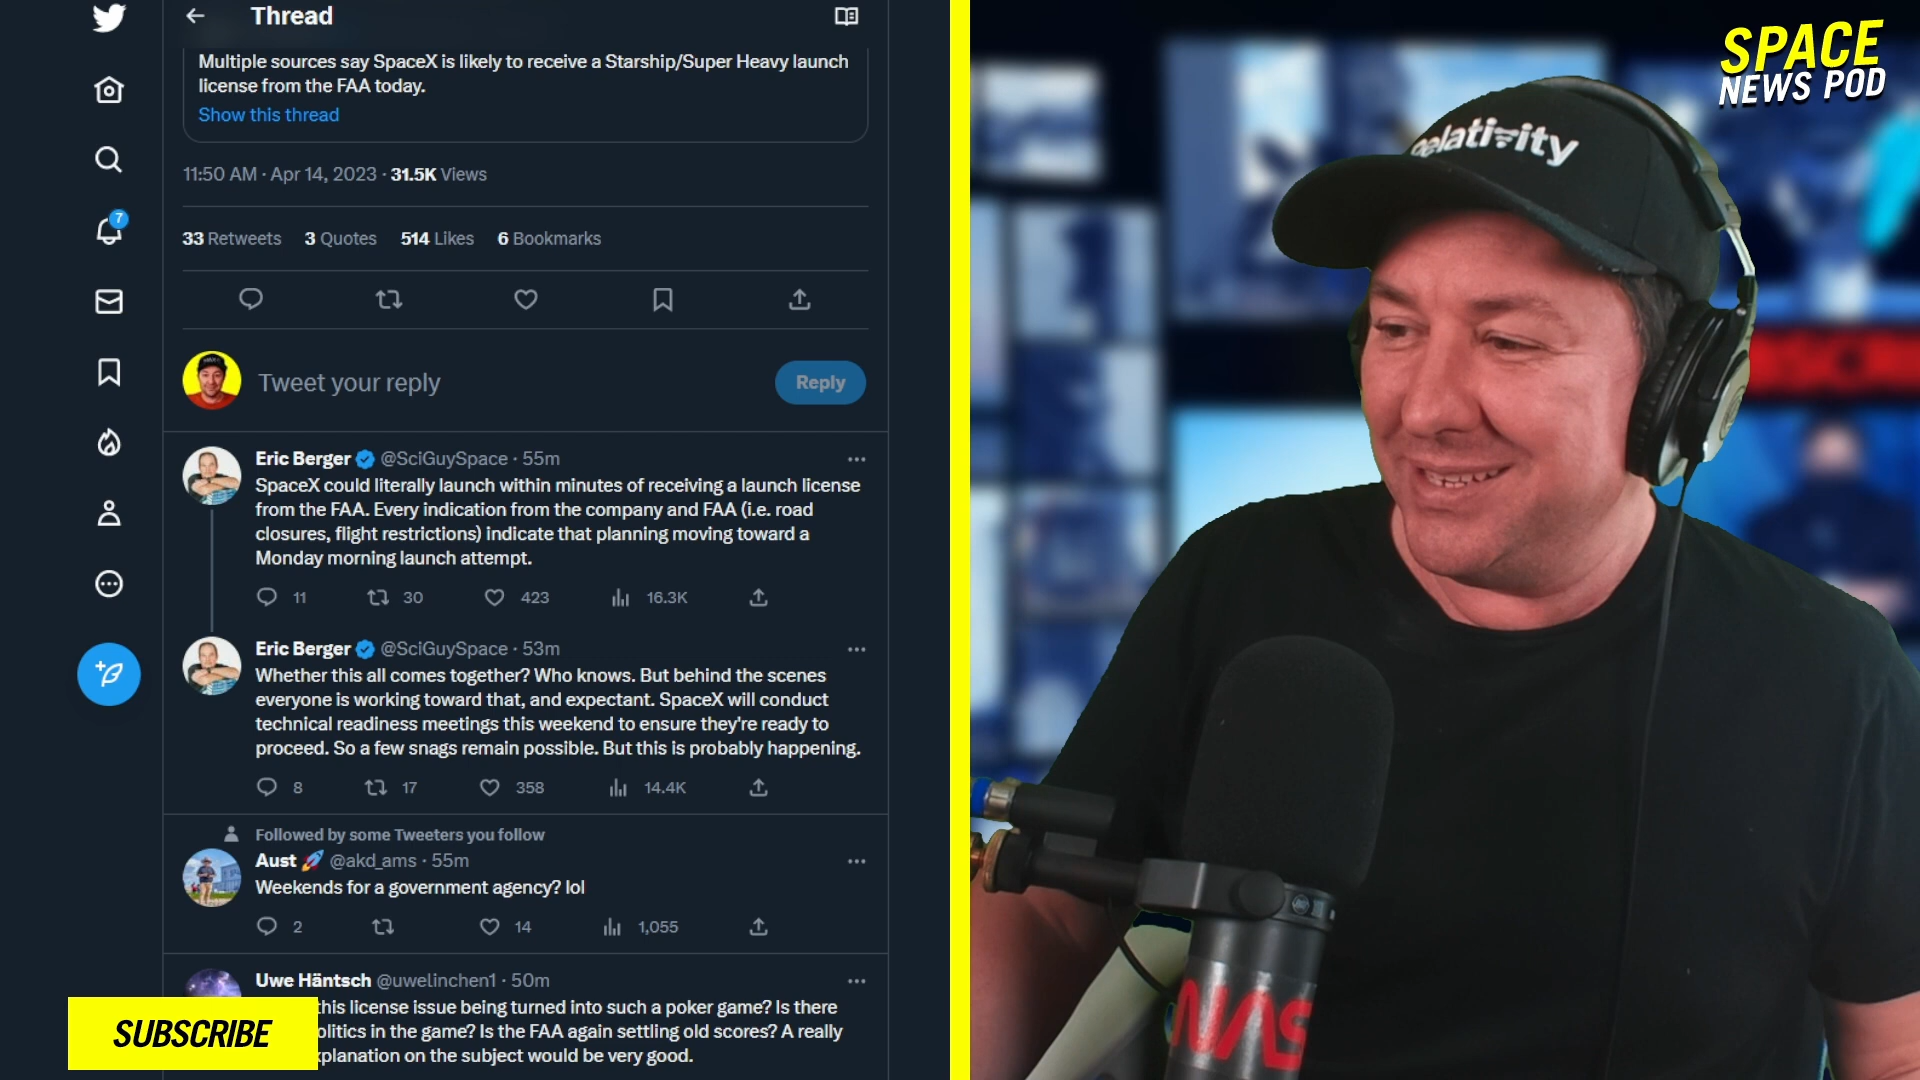 Thread
Multiple sources say SpaceX is likely to receive a Starship/Super Heavy launch
license from the FAA today.
Show this thread
11:50 AM · Apr 14, 2023 · 31.5K Views
33 Retweets 3 Quotes 514 Likes 6 Bookmarks
7
Tweet your reply
Reply
Eric Berger @SciGuySpace · 55m
SpaceX could literally launch within minutes of receiving a launch license
from the FAA. Every indication from the company and FAA (i.e. road
closures, flight restrictions) indicate that planning moving toward a
Monday morning launch attempt.
11 30 423 16.3K
Eric Berger @SciGuySpace · 53m
Whether this all comes together? Who knows. But behind the scenes
everyone is working toward that, and expectant. SpaceX will conduct
technical readiness meetings this weekend to ensure they're ready to
proceed. So a few snags remain possible. But this is probably happening.
8 17 358 14.4K
Followed by some Tweeters you follow
Aust 🚀 @akd_ams · 55m
Weekends for a government agency? lol
2 14 1,055
Uwe Häntsch @uwelinchen1 · 50m
this license issue being turned into such a poker game? Is there
olitics in the game? Is the FAA again settling old scores? A really
xplanation on the subject would be very good.
SUBSCRIBE
SPACE
NEWS POD
relativity
NAS